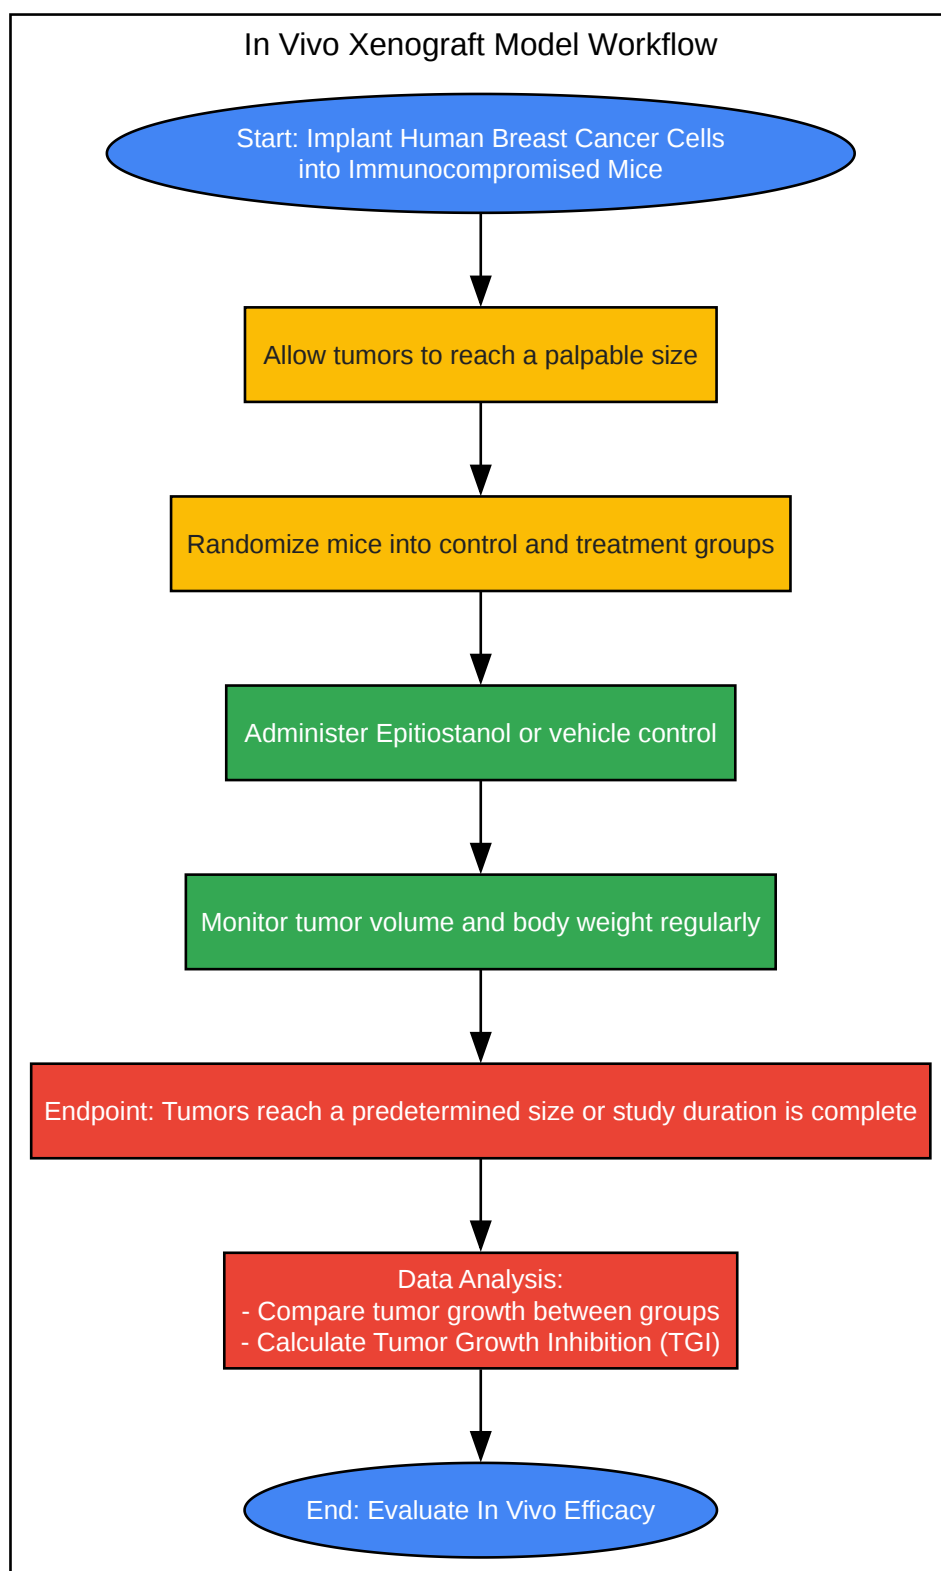 In Vivo Xenograft Model Workflow
Start: Implant Human Breast Cancer Cells
into Immunocompromised Mice
Allow tumors to reach a palpable size
Randomize mice into control and treatment groups
Administer Epitiostanol or vehicle control
Monitor tumor volume and body weight regularly
Endpoint: Tumors reach a predetermined size or study duration is complete
Data Analysis:
- Compare tumor growth between groups
- Calculate Tumor Growth Inhibition (TGI)
End: Evaluate In Vivo Efficacy